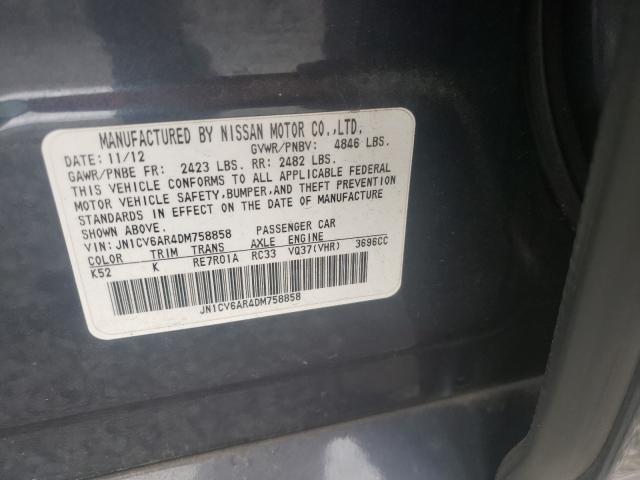 MANUFACTURED BY NISSAN MOTOR CO.,LTD.
DATE: 11/12 GVWR/PNBV: 4846 LBS.
GAWR/PNBE FR: 2423 LBS. RR: 2482 LBS.
THIS VEHICLE CONFORMS TO ALL APPLICABLE FEDERAL
MOTOR VEHICLE SAFETY,BUMPER,AND THEFT PREVENTION
STANDARDS IN EFFECT ON THE DATE OF MANUFACTURE
SHOWN ABOVE.
VIN: JN1CV6AR4DM758858 PASSENGER CAR
COLOR TRIM TRANS AXLE ENGINE
K52 K RE7R01A RC33 VQ37(VHR) 3696CC
JN1CV6AR4DM758858